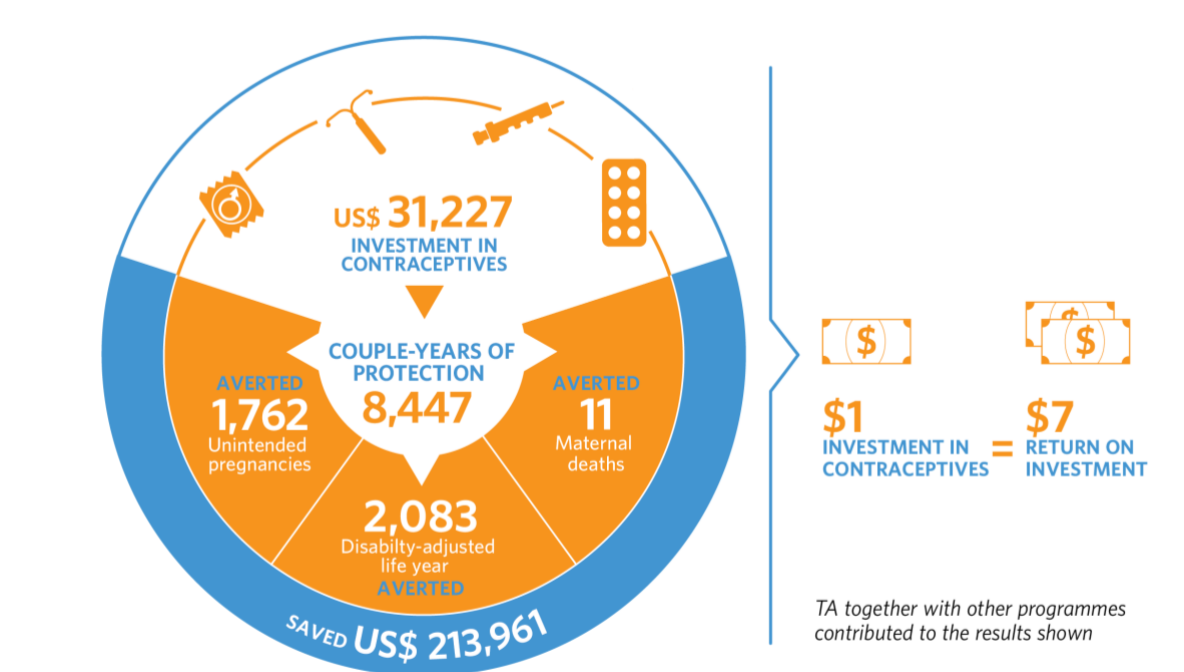 US$ 31,227
INVESTMENT IN
CONTRACEPTIVES
COUPLE-YEARS OF
PROTECTION
8,447
AVERTED
1,762
Unintended
pregnancies
AVERTED
11
Maternal
deaths
2,083
Disabilty-adjusted
life year
AVERTED
SAVED US$ 213,961
$
$
$
$1
INVESTMENT IN
CONTRACEPTIVES
=
$7
RETURN ON
INVESTMENT
TA together with other programmes
contributed to the results shown